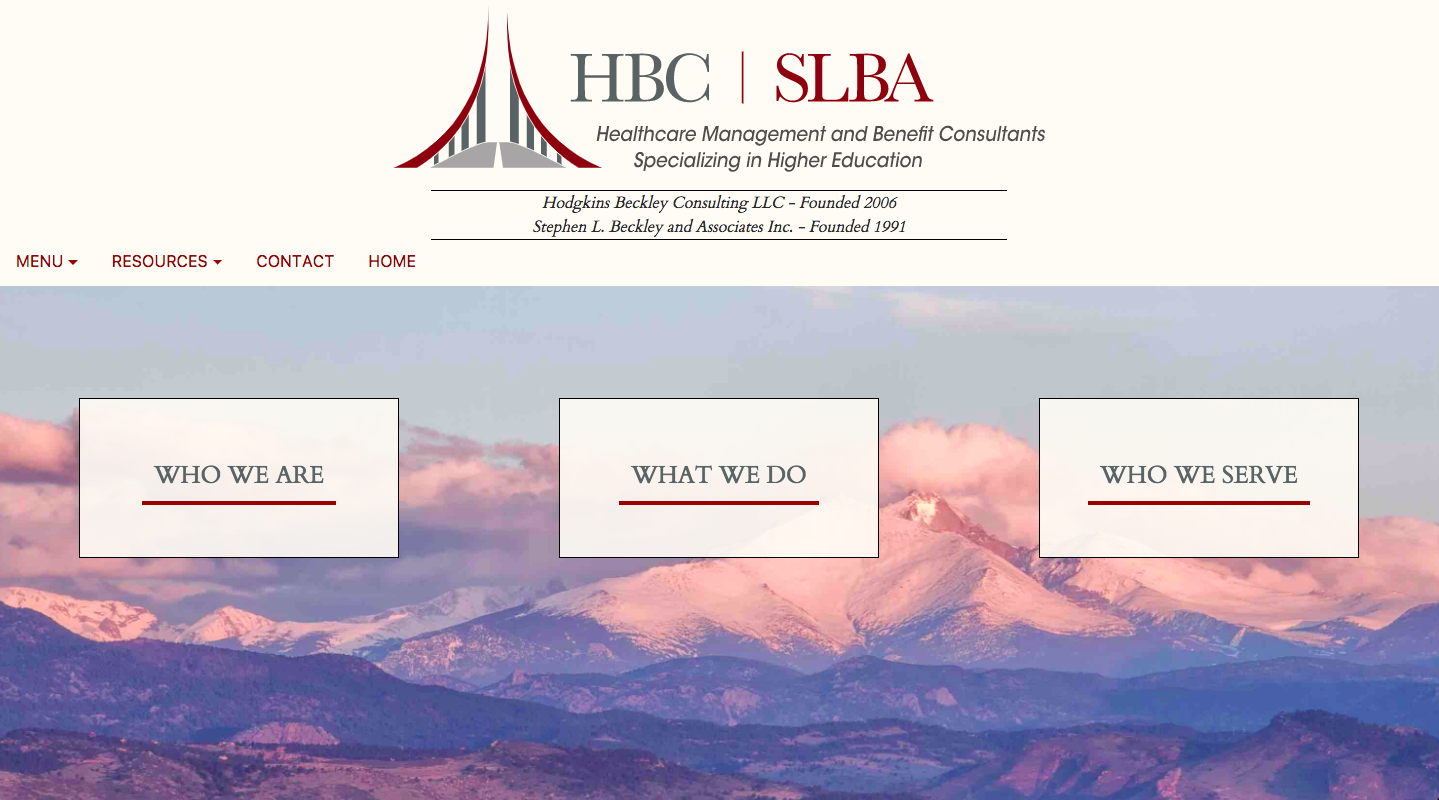 HBC | SLBA
Healthcare Management and Benefit Consultants
Specializing in Higher Education
Hodgkins Beckley Consulting LLC - Founded 2006
Stephen L. Beckley and Associates Inc. - Founded 1991
MENU RESOURCES CONTACT HOME
WHO WE ARE WHAT WE DO WHO WE SERVE